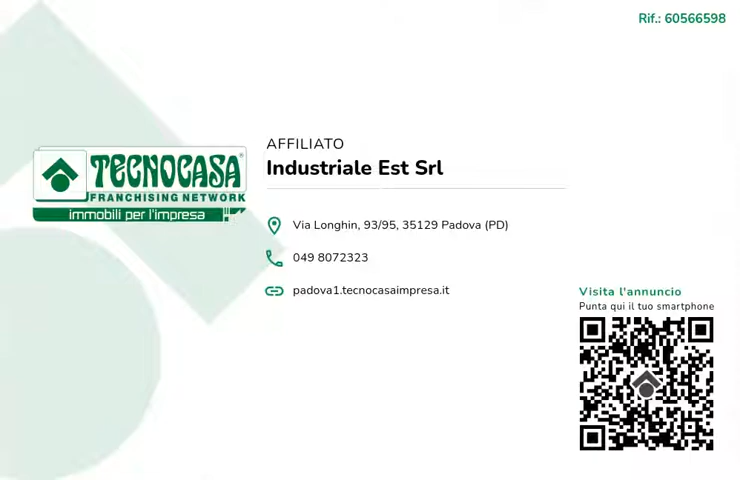 Rif.: 60566598
AFFILIATO
Industriale Est Srl
TECNOCASA
FRANCHISING NETWORK
immobili per l'impresa
Via Longhin, 93/95, 35129 Padova (PD)
049 8072323
padova1.tecnocasaimpresa.it
Visita l'annuncio
Punta qui il tuo smartphone